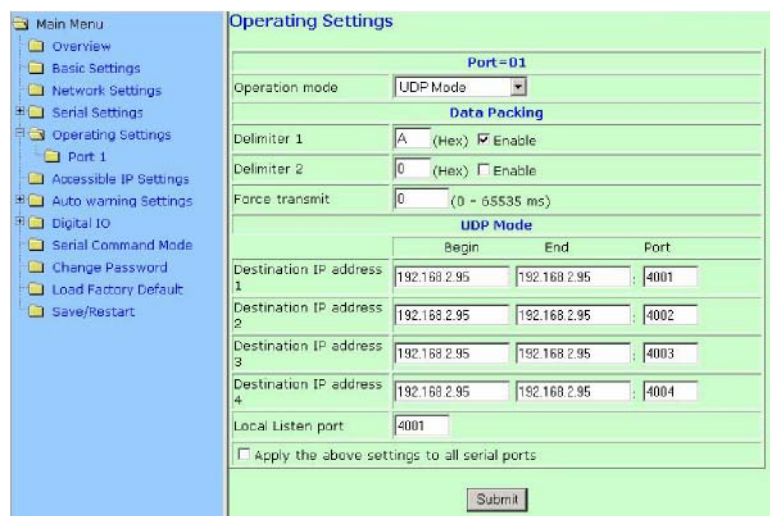 Main Menu
Overview
Basic Settings
Network Settings
Serial Settings
Operating Settings
Port 1
Accessible IP Settings
Auto warning Settings
Digital IO
Serial Command Mode
Change Password
Load Factory Default
Save/Restart
Operating Settings
Port=01
Operation mode UDP Mode
Data Packing
Delimiter 1 A (Hex) Enable
Delimiter 2 0 (Hex) Enable
Force transmit 0 (0 - 65535 ms)
UDP Mode
Begin End Port
Destination IP address 1 192.168.2.95 192.168.2.95 : 4001
Destination IP address 2 192.168.2.95 192.168.2.95 : 4002
Destination IP address 3 192.168.2.95 192.168.2.95 : 4003
Destination IP address 4 192.168.2.95 192.168.2.95 : 4004
Local Listen port 4001
Apply the above settings to all serial ports
Submit